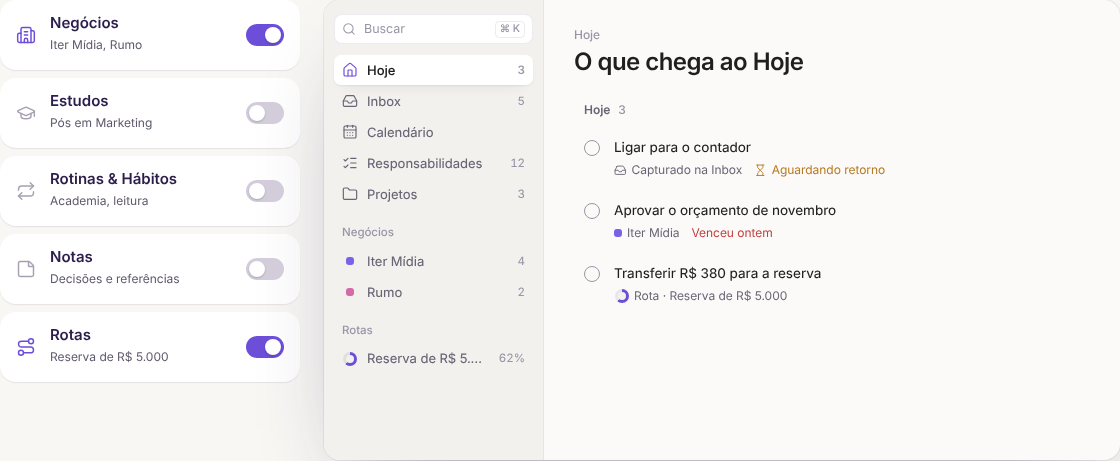 Negócios
Iter Mídia, Rumo
Estudos
Pós em Marketing
Rotinas & Hábitos
Academia, leitura
Notas
Decisões e referências
Rotas
Reserva de R$ 5.000
Buscar ⌘ K
Hoje 3
Inbox 5
Calendário
Responsabilidades 12
Projetos 3
Negócios
Iter Mídia 4
Rumo 2
Rotas
Reserva de R$ 5.... 62%
Hoje
O que chega ao Hoje
Hoje 3
Ligar para o contador
Capturado na Inbox Aguardando retorno
Aprovar o orçamento de novembro
Iter Mídia Venceu ontem
Transferir R$ 380 para a reserva
Rota · Reserva de R$ 5.000